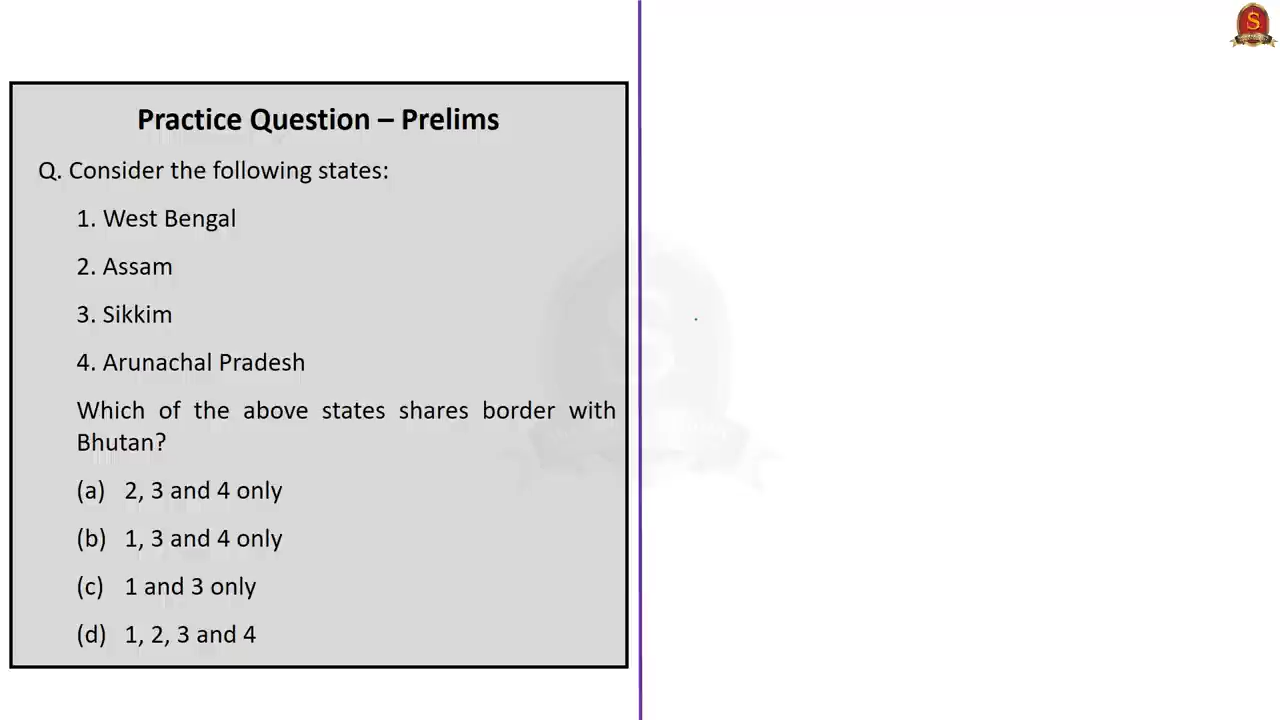 Practice Question – Prelims
Q. Consider the following states:
1. West Bengal
2. Assam
3. Sikkim
4. Arunachal Pradesh
Which of the above states shares border with
Bhutan?
(a) 2, 3 and 4 only
(b) 1, 3 and 4 only
(c) 1 and 3 only
(d) 1, 2, 3 and 4
S